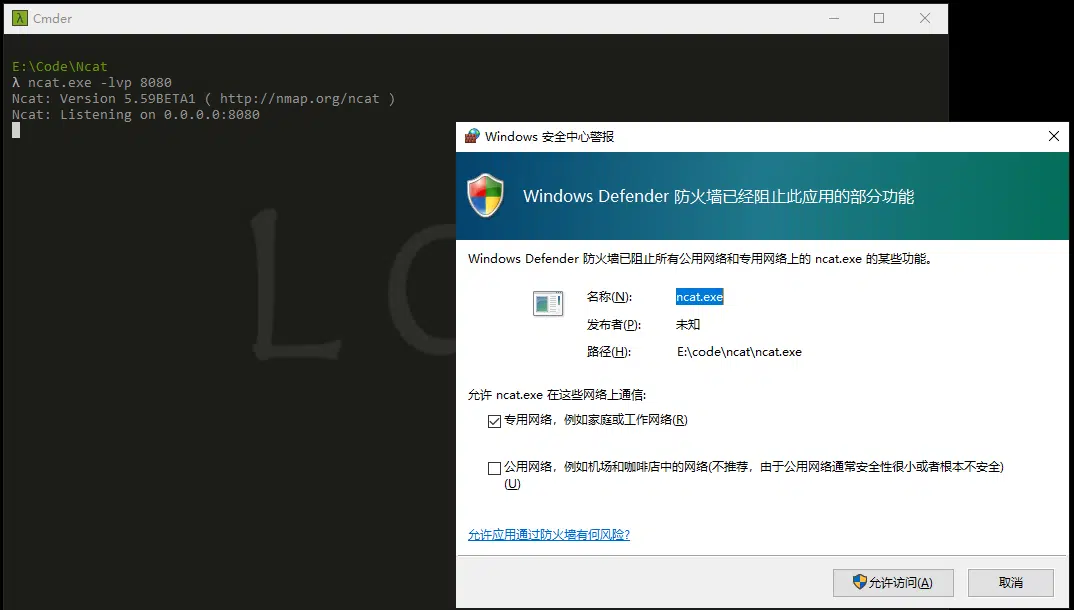 Cmder
E:\Code\Ncat
λ ncat.exe -lvp 8080
Ncat: Version 5.59BETA1 ( http://nmap.org/ncat )
Ncat: Listening on 0.0.0.0:8080
Windows 安全中心警报
Windows Defender 防火墙已经阻止此应用的部分功能
Windows Defender 防火墙已阻止所有公用网络和专用网络上的 ncat.exe 的某些功能。
名称(N): ncat.exe
发布者(P): 未知
路径(H): E:\code\ncat\ncat.exe
允许 ncat.exe 在这些网络上通信:
专用网络，例如家庭或工作网络(R)
公用网络，例如机场和咖啡店中的网络(不推荐，由于公用网络通常安全性很小或者根本不安全)
(U)
允许应用通过防火墙有何风险?
允许访问(A) 取消